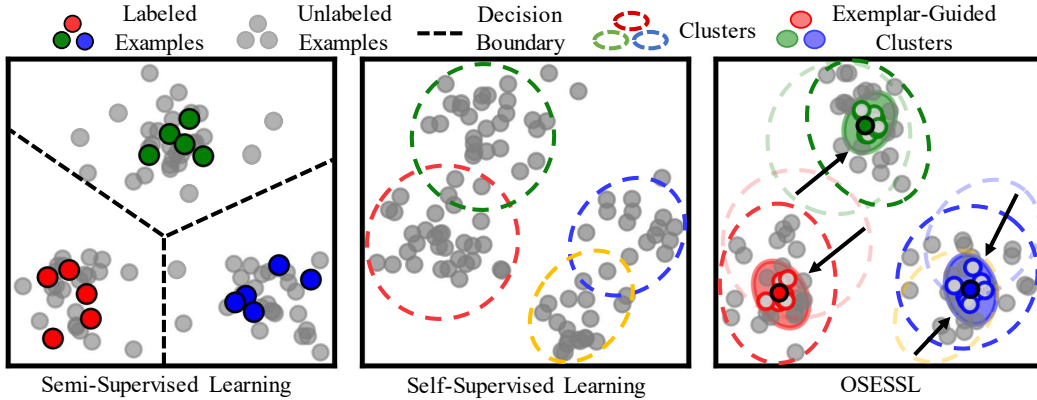 Labeled Examples
Unlabeled Examples
Decision Boundary
Clusters
Exemplar-Guided Clusters
Semi-Supervised Learning
Self-Supervised Learning
OSESSL